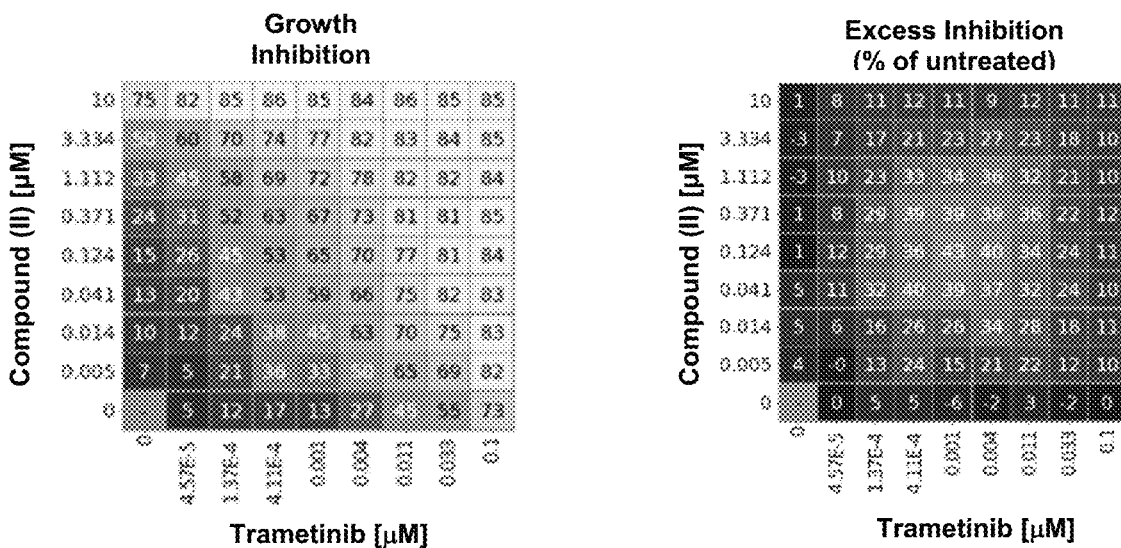 Growth
Inhibition
Compound (II) [µM]
10 75 82 85 86 85 84 86 85 85
3.334 60 70 74 77 82 83 84 85
1.112 58 69 72 78 82 82 84
0.371 24 31 52 63 67 73 81 81 85
0.124 15 26 45 53 65 70 77 81 84
0.041 13 20 53 59 66 75 82 83
0.014 10 12 24 63 70 75 83
0.005 7 5 21 65 69 82
0 5 12 17 13 27 55 73
0 4.57E-5 1.37E-4 4.11E-4 0.001 0.004 0.011 0.033 0.1
Trametinib [µM]
Excess Inhibition
(% of untreated)
Compound (II) [µM]
10 1 8 11 12 11 9 12 11 11
3.334 -3 7 17 21 23 27 23 18 10
1.112 -3 10 23 21 10
0.371 1 8 22 12
0.124 1 12 24 11
0.041 5 11 24 10
0.014 5 6 16 26 26 34 28 18 11
0.005 4 -0 13 24 15 21 22 12 10
0 0 5 5 -6 -2 3 -2 0
0 4.57E-5 1.37E-4 4.11E-4 0.001 0.004 0.011 0.033 0.1
Trametinib [µM]